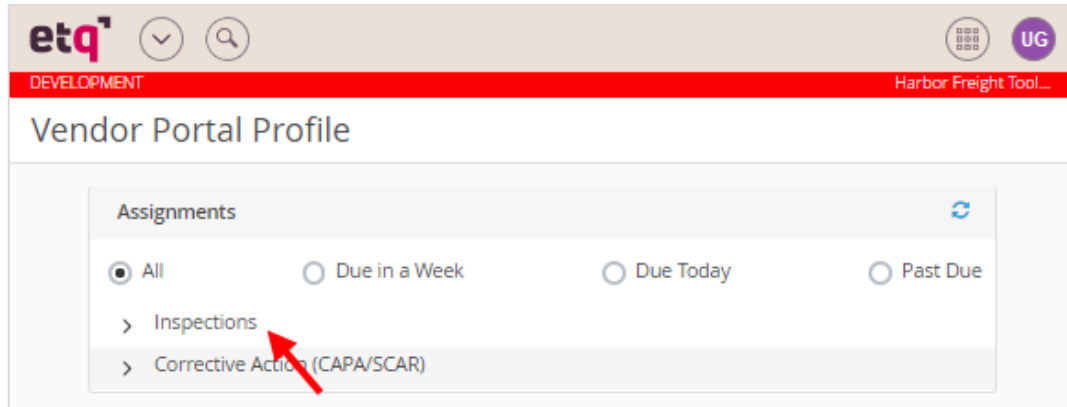 etq UG
DEVELOPMENT Harbor Freight Tool...
Vendor Portal Profile
Assignments
All Due in a Week Due Today Past Due
Inspections
Corrective Action (CAPA/SCAR)